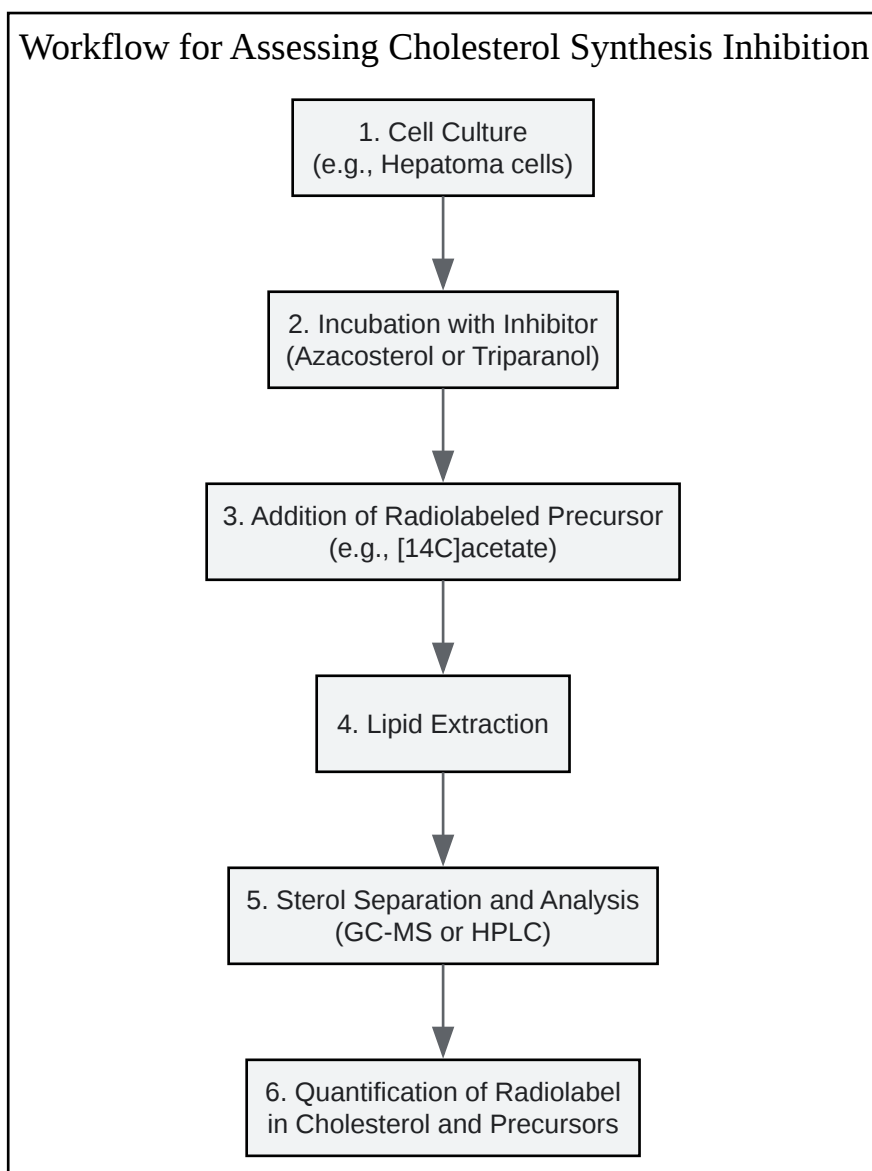 Workflow for Assessing Cholesterol Synthesis Inhibition
1. Cell Culture
(e.g., Hepatoma cells)
2. Incubation with Inhibitor
(Azacosterol or Triparanol)
3. Addition of Radiolabeled Precursor
(e.g., [14C]acetate)
4. Lipid Extraction
5. Sterol Separation and Analysis
(GC-MS or HPLC)
6. Quantification of Radiolabel
in Cholesterol and Precursors